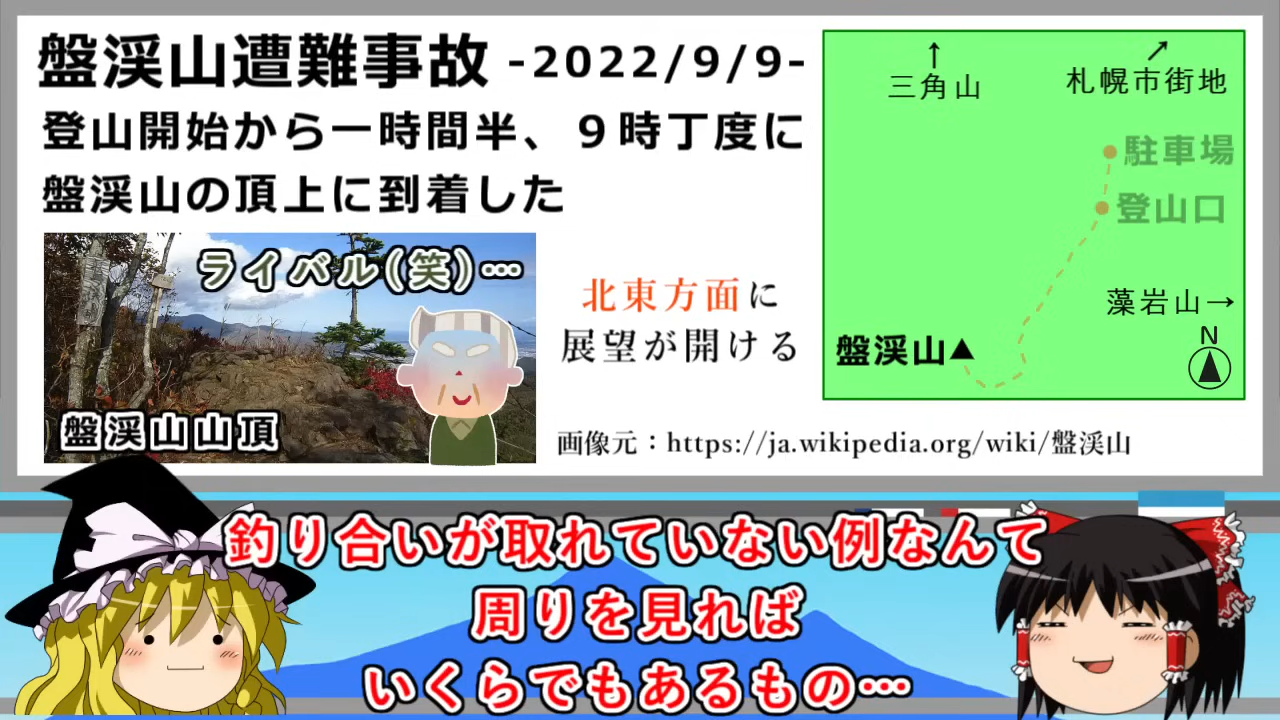 盤渓山遭難事故 -2022/9/9-
登山開始から一時間半、９時丁度に
盤渓山の頂上に到着した
ライバル(笑)…
盤渓山山頂
北東方面に
展望が開ける
画像元：https://ja.wikipedia.org/wiki/盤渓山
↑
三角山
↗
札幌市街地
駐車場
登山口
藻岩山→
N
盤渓山▲
釣り合いが取れていない例なんて
周りを見れば
いくらでもあるもの…